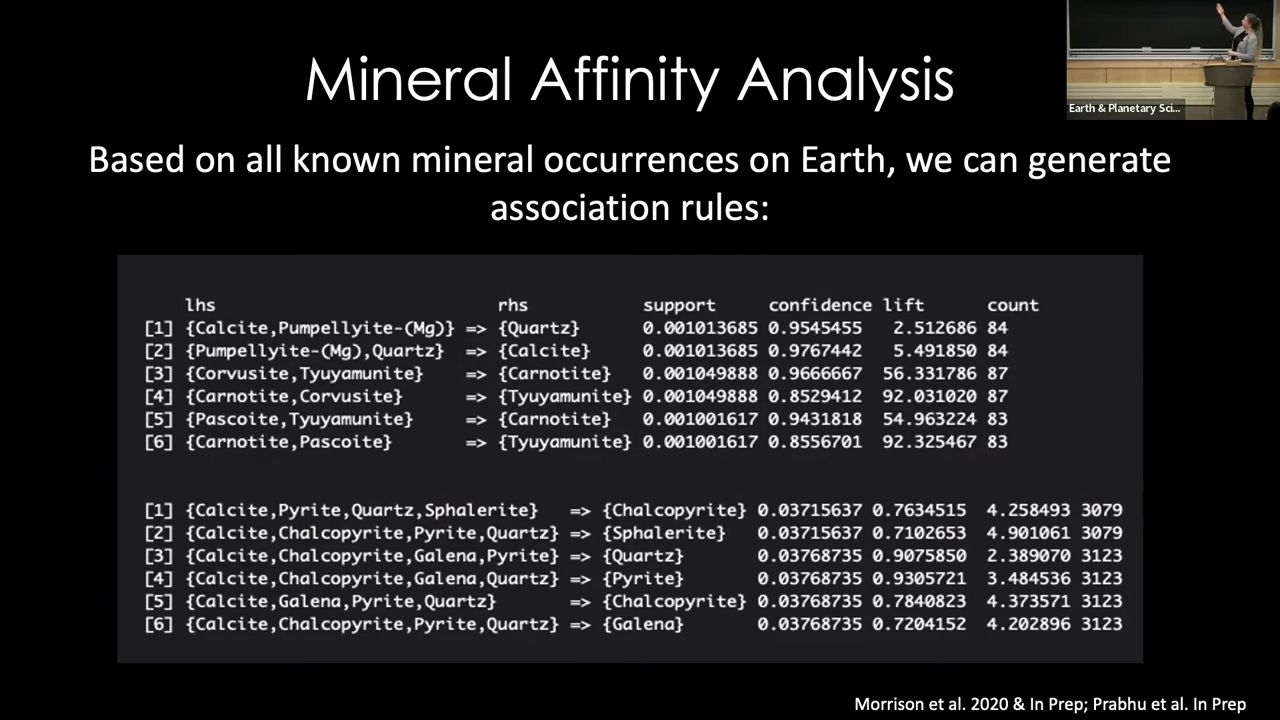 Mineral Affinity Analysis
Earth & Planetary Sci...
Based on all known mineral occurrences on Earth, we can generate
association rules:
lhs rhs support confidence lift count
[1] {Calcite,Pumpellyite-(Mg)} => {Quartz} 0.001013685 0.9545455 2.512686 84
[2] {Pumpellyite-(Mg),Quartz} => {Calcite} 0.001013685 0.9767442 5.491850 84
[3] {Corvusite,Tyuyamunite} => {Carnotite} 0.001049888 0.9666667 56.331786 87
[4] {Carnotite,Corvusite} => {Tyuyamunite} 0.001049888 0.8529412 92.031020 87
[5] {Pascoite,Tyuyamunite} => {Carnotite} 0.001001617 0.9431818 54.963224 83
[6] {Carnotite,Pascoite} => {Tyuyamunite} 0.001001617 0.8556701 92.325467 83
[1] {Calcite,Pyrite,Quartz,Sphalerite} => {Chalcopyrite} 0.03715637 0.7634515 4.258493 3079
[2] {Calcite,Chalcopyrite,Pyrite,Quartz} => {Sphalerite} 0.03715637 0.7102653 4.901061 3079
[3] {Calcite,Chalcopyrite,Galena,Pyrite} => {Quartz} 0.03768735 0.9075850 2.389070 3123
[4] {Calcite,Chalcopyrite,Galena,Quartz} => {Pyrite} 0.03768735 0.9305721 3.484536 3123
[5] {Calcite,Galena,Pyrite,Quartz} => {Chalcopyrite} 0.03768735 0.7840823 4.373571 3123
[6] {Calcite,Chalcopyrite,Pyrite,Quartz} => {Galena} 0.03768735 0.7204152 4.202896 3123
Morrison et al. 2020 & In Prep; Prabhu et al. In Prep